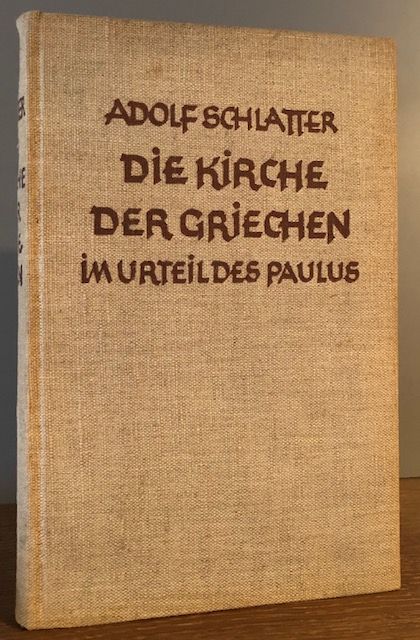 ADOLF SCHLATTER
DIE KIRCHE
DER GRIECHEN
IM URTEIL DES PAULUS